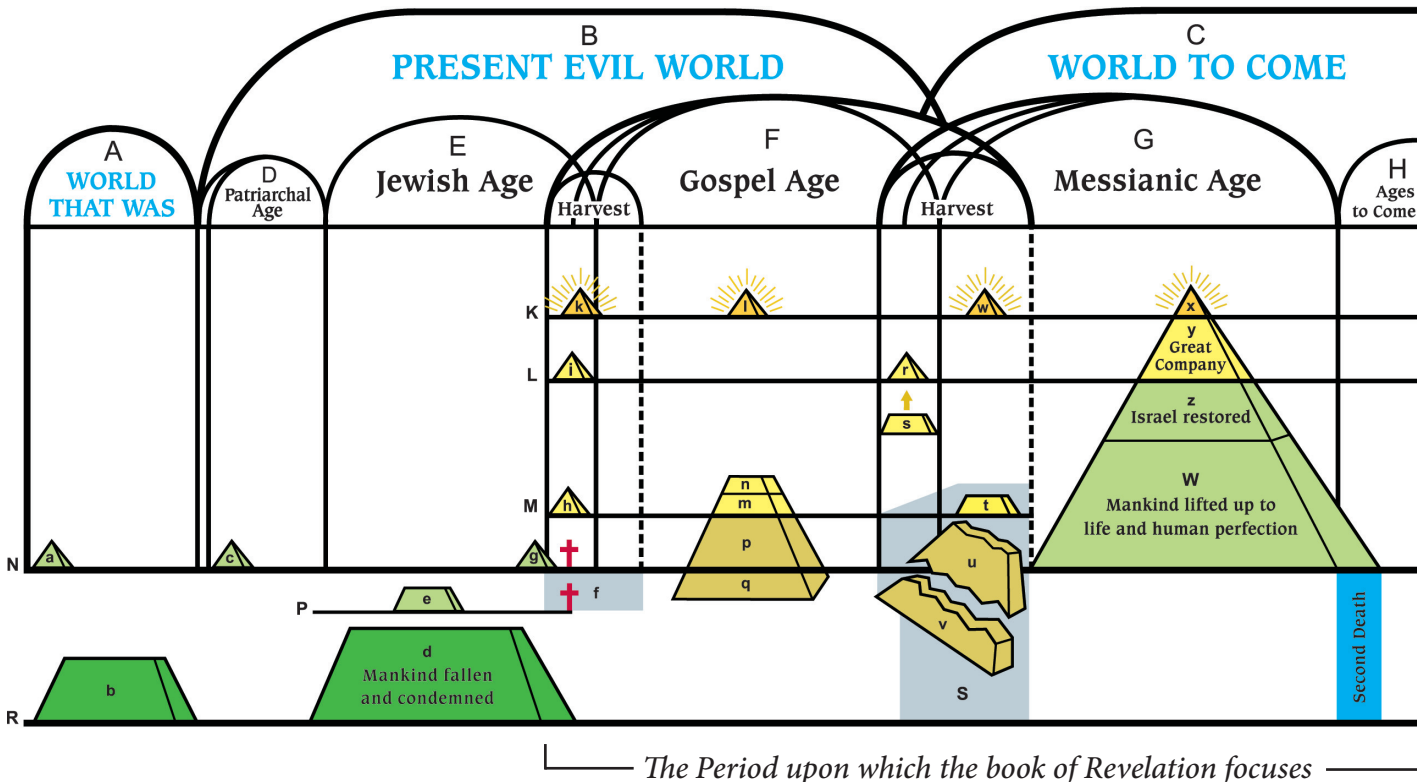 B
PRESENT EVIL WORLD
C
WORLD TO COME
A
WORLD
THAT WAS
D
Patriarchal
Age
E
Jewish Age
Harvest
F
Gospel Age
Harvest
G
Messianic Age
H
Ages
to Come
K
k
l
w
x
y
Great
Company
L
i
r
s
z
Israel restored
M
h
n
m
t
W
Mankind lifted up to
life and human perfection
N
a
c
g
p
u
f
q
P
e
v
d
Mankind fallen
and condemned
b
S
Second Death
R
The Period upon which the book of Revelation focuses